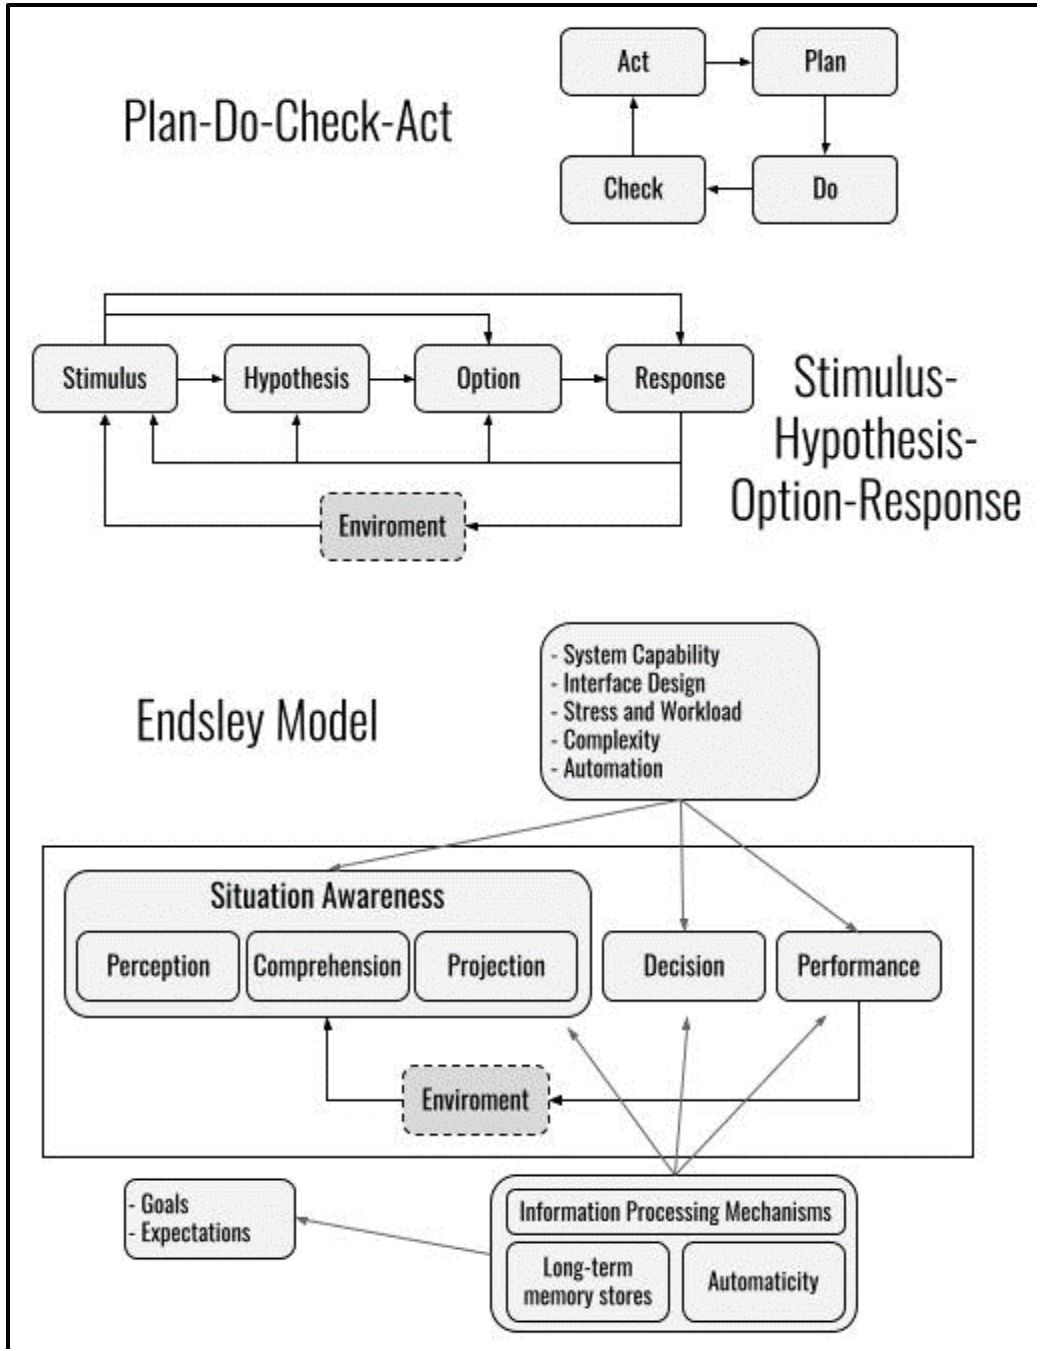 Plan-Do-Check-Act
Act
Plan
Check
Do
Stimulus
Hypothesis
Option
Response
Enviroment
Stimulus-
Hypothesis-
Option-Response
Endsley Model
- System Capability
- Interface Design
- Stress and Workload
- Complexity
- Automation
Situation Awareness
Perception
Comprehension
Projection
Decision
Performance
Enviroment
- Goals
- Expectations
Information Processing Mechanisms
Long-term
memory stores
Automaticity